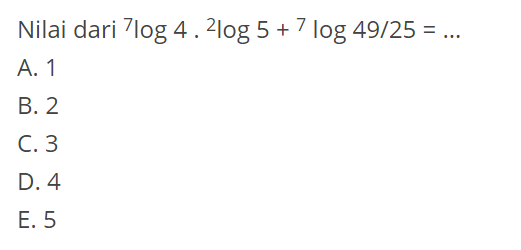 Nilai dari ⁷log 4 . ²log 5 + ⁷ log 49/25 = ...
A. 1
B. 2
C. 3
D. 4
E. 5